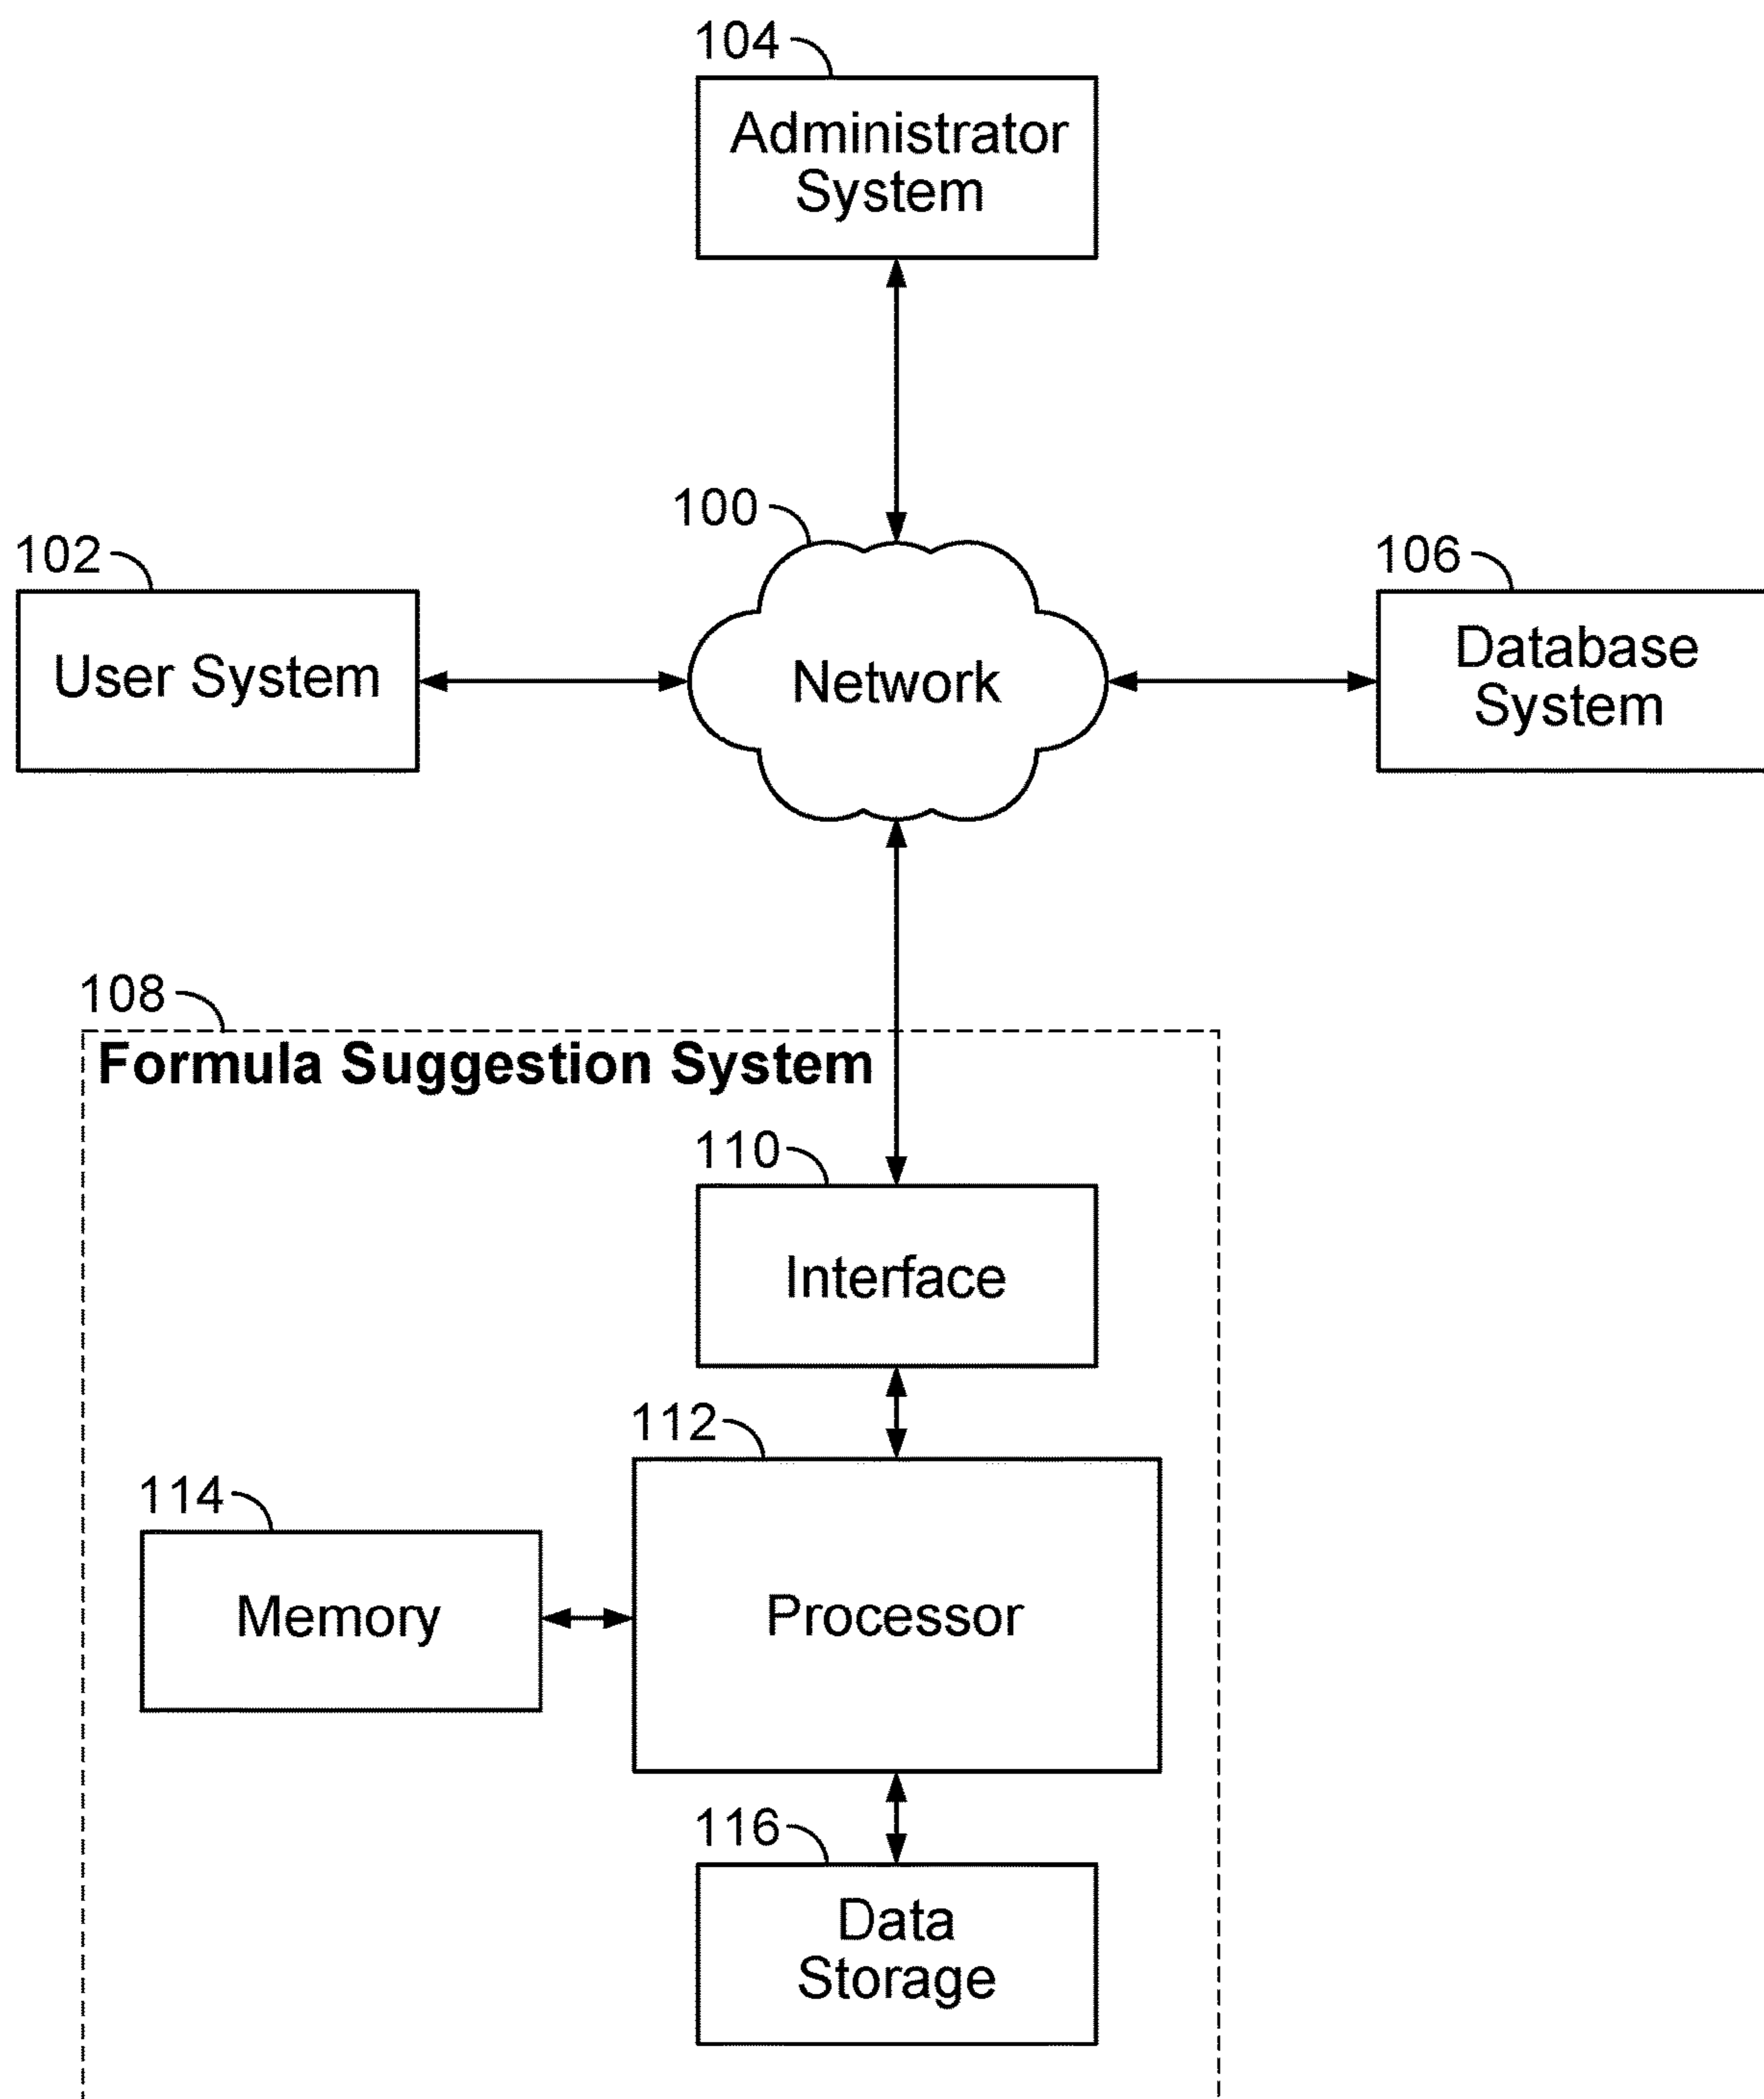 104
Administrator
System
100
102
106
User System
Network
Database
System
108
Formula Suggestion System
110
Interface
112
114
Memory
Processor
116
Data
Storage